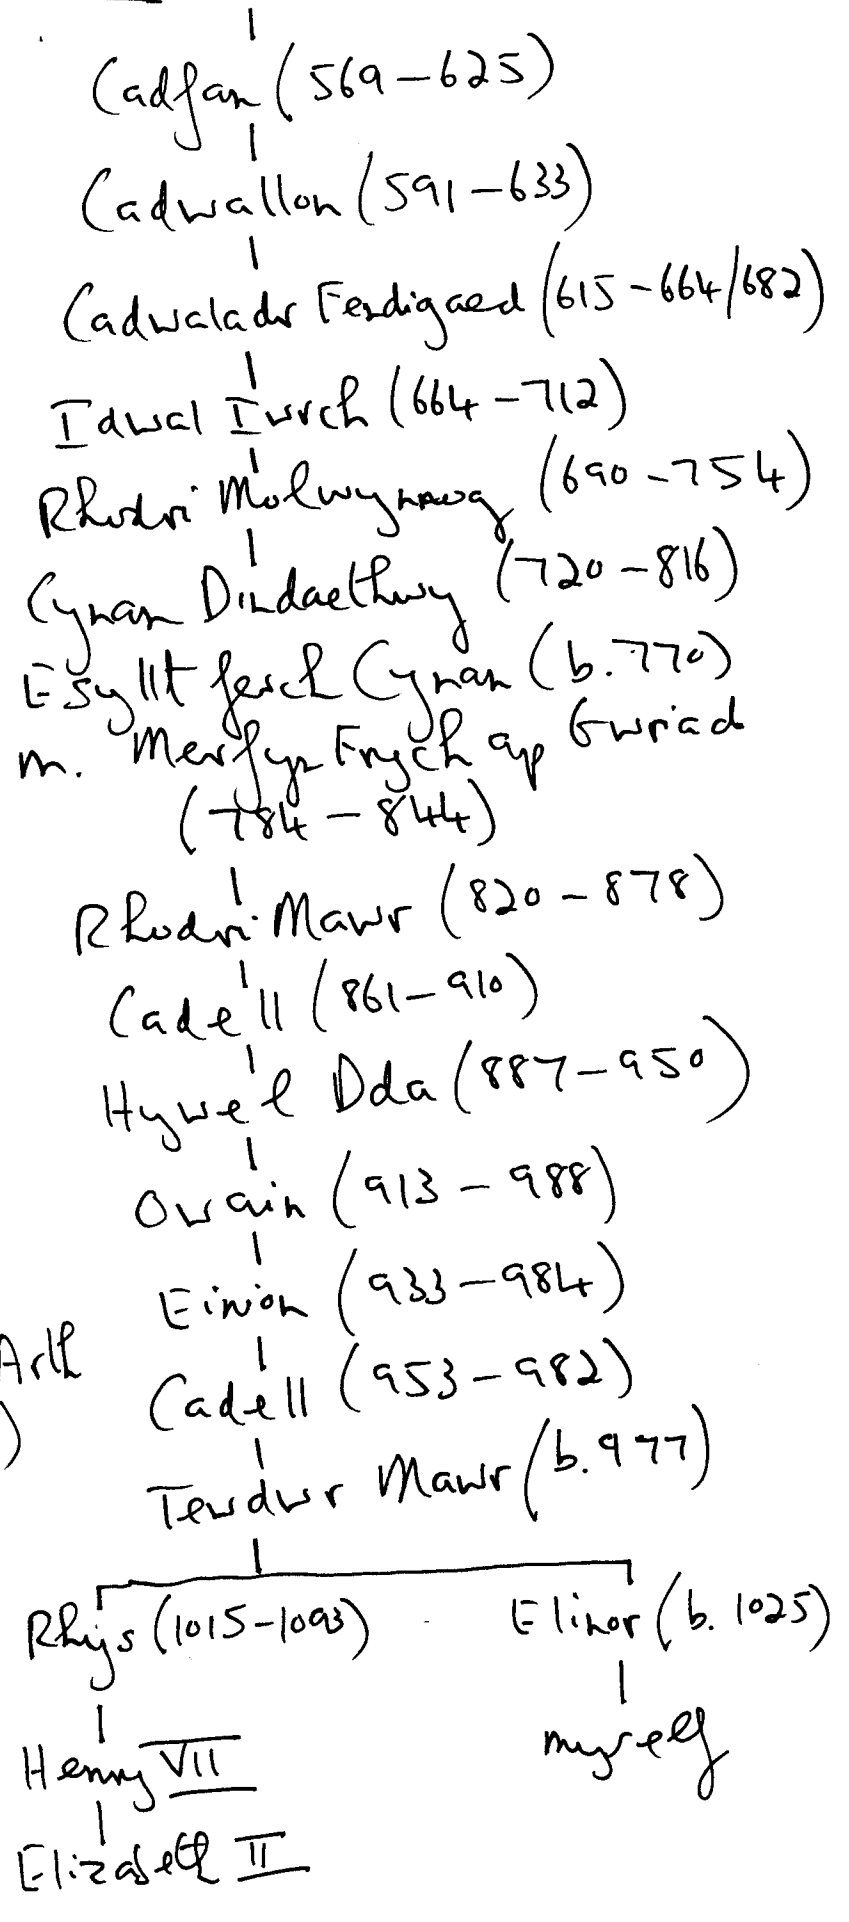 Cadfan (569-625)
Cadwallon (591-633)
Cadwaladr Fendigaed (615-664/682)
Idwal Iwrch (664-712)
Rhodri Molwynawg (690-754)
Cynan Dindaethwy (720-816)
Esyllt ferch Cynan (b.770)
m. Merfyn Frych ap Gwriad
(784-844)
Rhodri Mawr (820-878)
Cadell (861-910)
Hywel Dda (887-950)
Owain (913-988)
Einion (933-984)
Arth
)
Cadell (953-982)
Tewdwr Mawr (b.977)
Rhys (1015-1093)
Elinor (b. 1025)
myself
Henry VII
Elizabeth II